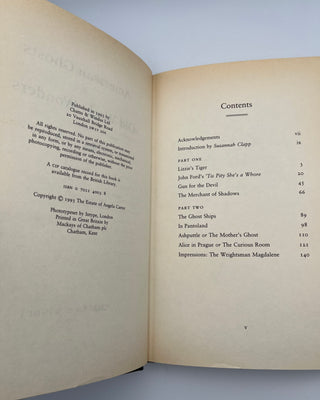 Published in 1993 by
Chatto & Windus Ltd
20 Vauxhall Bridge Road
London SW1V 2SA
All rights reserved. No part of this publication may
be reproduced, stored in a retrieval system, or transmitted
in any form, or by any means, electronic, mechanical,
photocopying, recording or otherwise, without the prior
permission of the publisher.
A CIP catalogue record for this book is
available from the British Library.
ISBN 0 7011
Copyright © 1993 The Estate of Angela Carter
Phototypeset by Intype, London
Printed in Great Britain by
Mackays of Chatham PLC
Chatham, Kent
Contents
Acknowledgements vii
Introduction by Susannah Clapp ix
PART ONE
Lizzie's Tiger 3
John Ford's 'Tis Pity She's a Whore 20
Gun for the Devil 45
The Merchant of Shadows 66
PART TWO
The Ghost Ships 89
In Pantoland 98
Ashputtle or The Mother's Ghost 110
Alice in Prague or The Curious Room 121
Impressions: The Wrightsman Magdalene 140
v